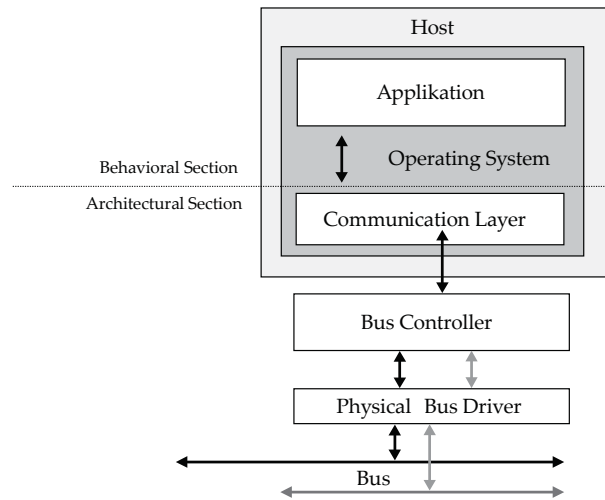 Host
Applikation
Operating System
Behavioral Section
Architectural Section
Communication Layer
Bus Controller
Physical Bus Driver
Bus